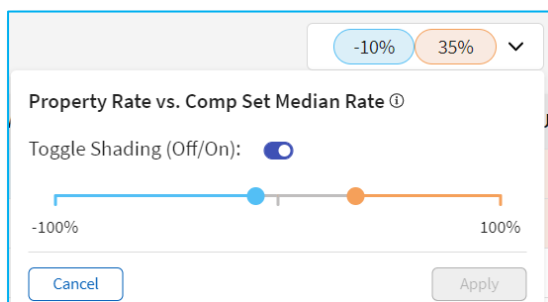 -10% 35%
Property Rate vs. Comp Set Median Rate ⓘ
Toggle Shading (Off/On):
-100% 100%
Cancel Apply